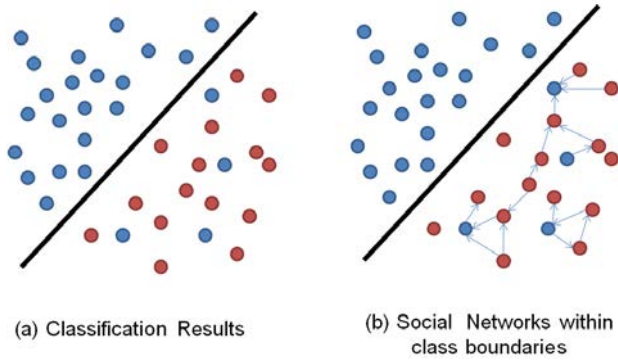 (a) Classification Results
(b) Social Networks within
class boundaries